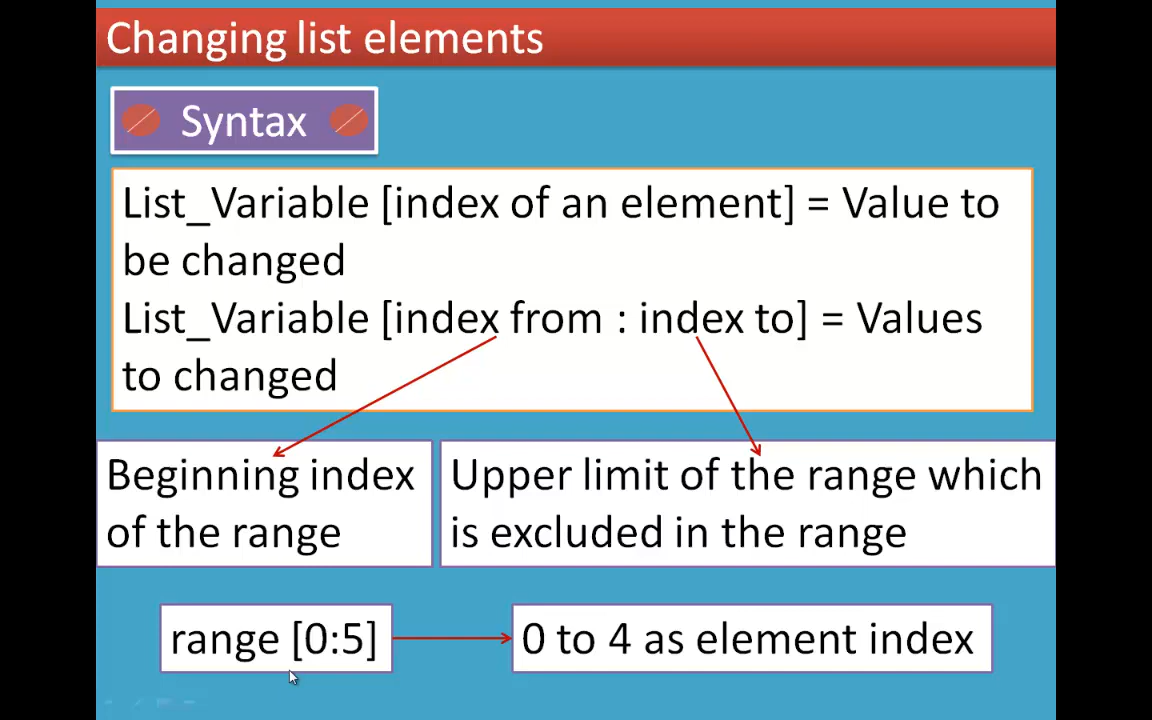 Changing list elements
Syntax
List_Variable [index of an element] = Value to
be changed
List_Variable [index from : index to] = Values
to changed
Beginning index
of the range
Upper limit of the range which
is excluded in the range
range [0:5]
0 to 4 as element index